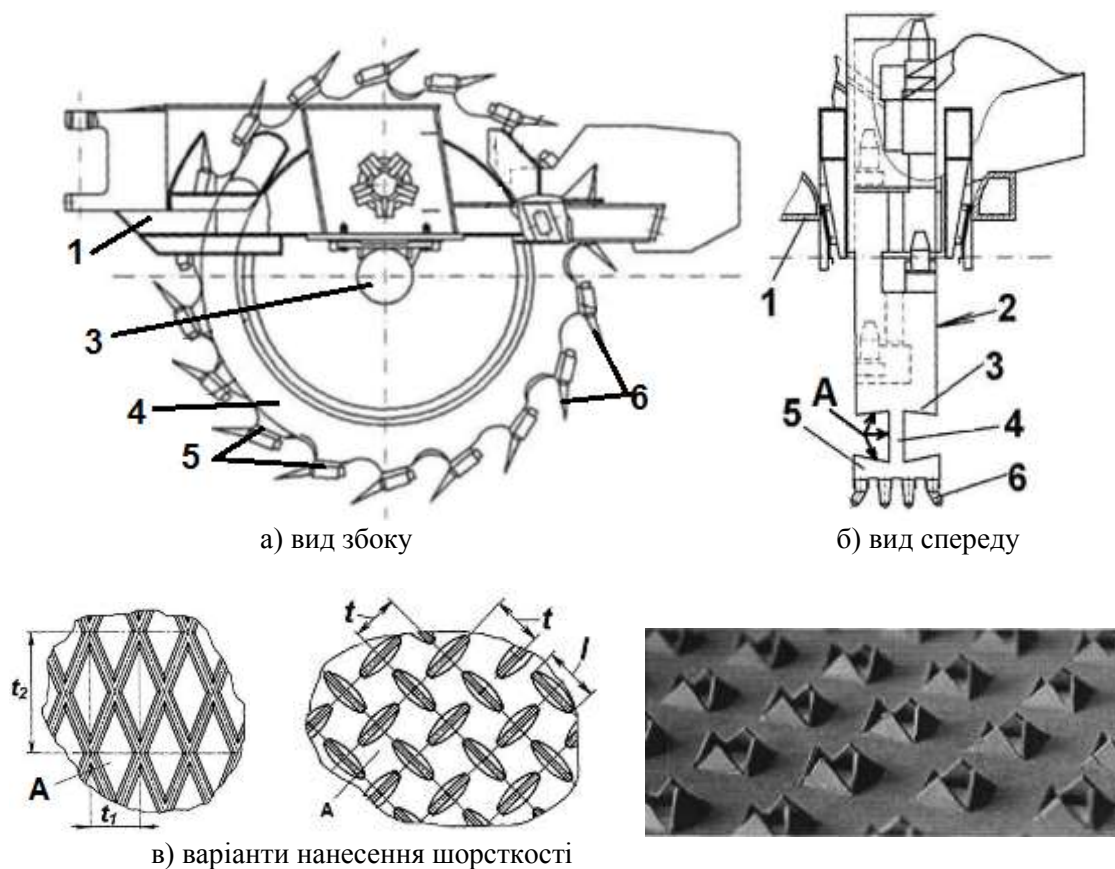 1
3
4
5
6
а) вид збоку
1
2
3
А
5
4
6
б) вид спереду
t₂
А
t₁
t
t
l
А
в) варіанти нанесення шорсткості